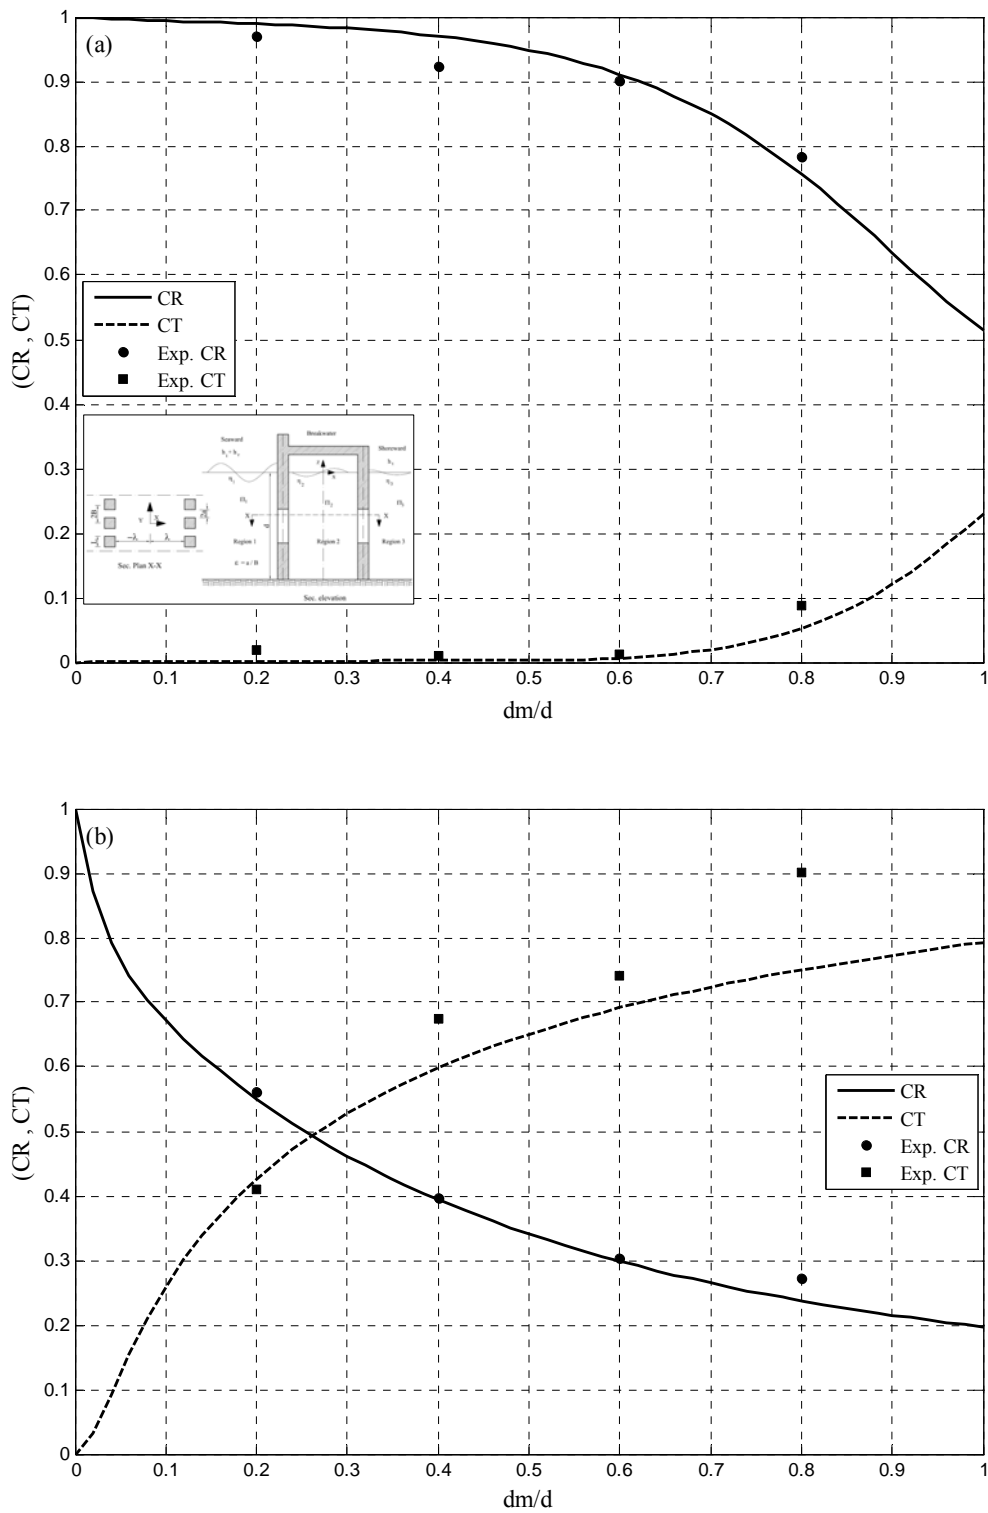 (a)
1
0.9
0.8
0.7
0.6
0.5
0.4
0.3
0.2
0.1
0
(CR , CT)
CR
CT
Exp. CR
Exp. CT
Seaward
Breakwater
Shoreward
Region 1
Region 2
Region 3
ε = a / B
Sec. Plan X-X
Sec. elevation
0 0.1 0.2 0.3 0.4 0.5 0.6 0.7 0.8 0.9 1
dm/d
(b)
1
0.9
0.8
0.7
0.6
0.5
0.4
0.3
0.2
0.1
0
(CR , CT)
CR
CT
Exp. CR
Exp. CT
0 0.1 0.2 0.3 0.4 0.5 0.6 0.7 0.8 0.9 1
dm/d